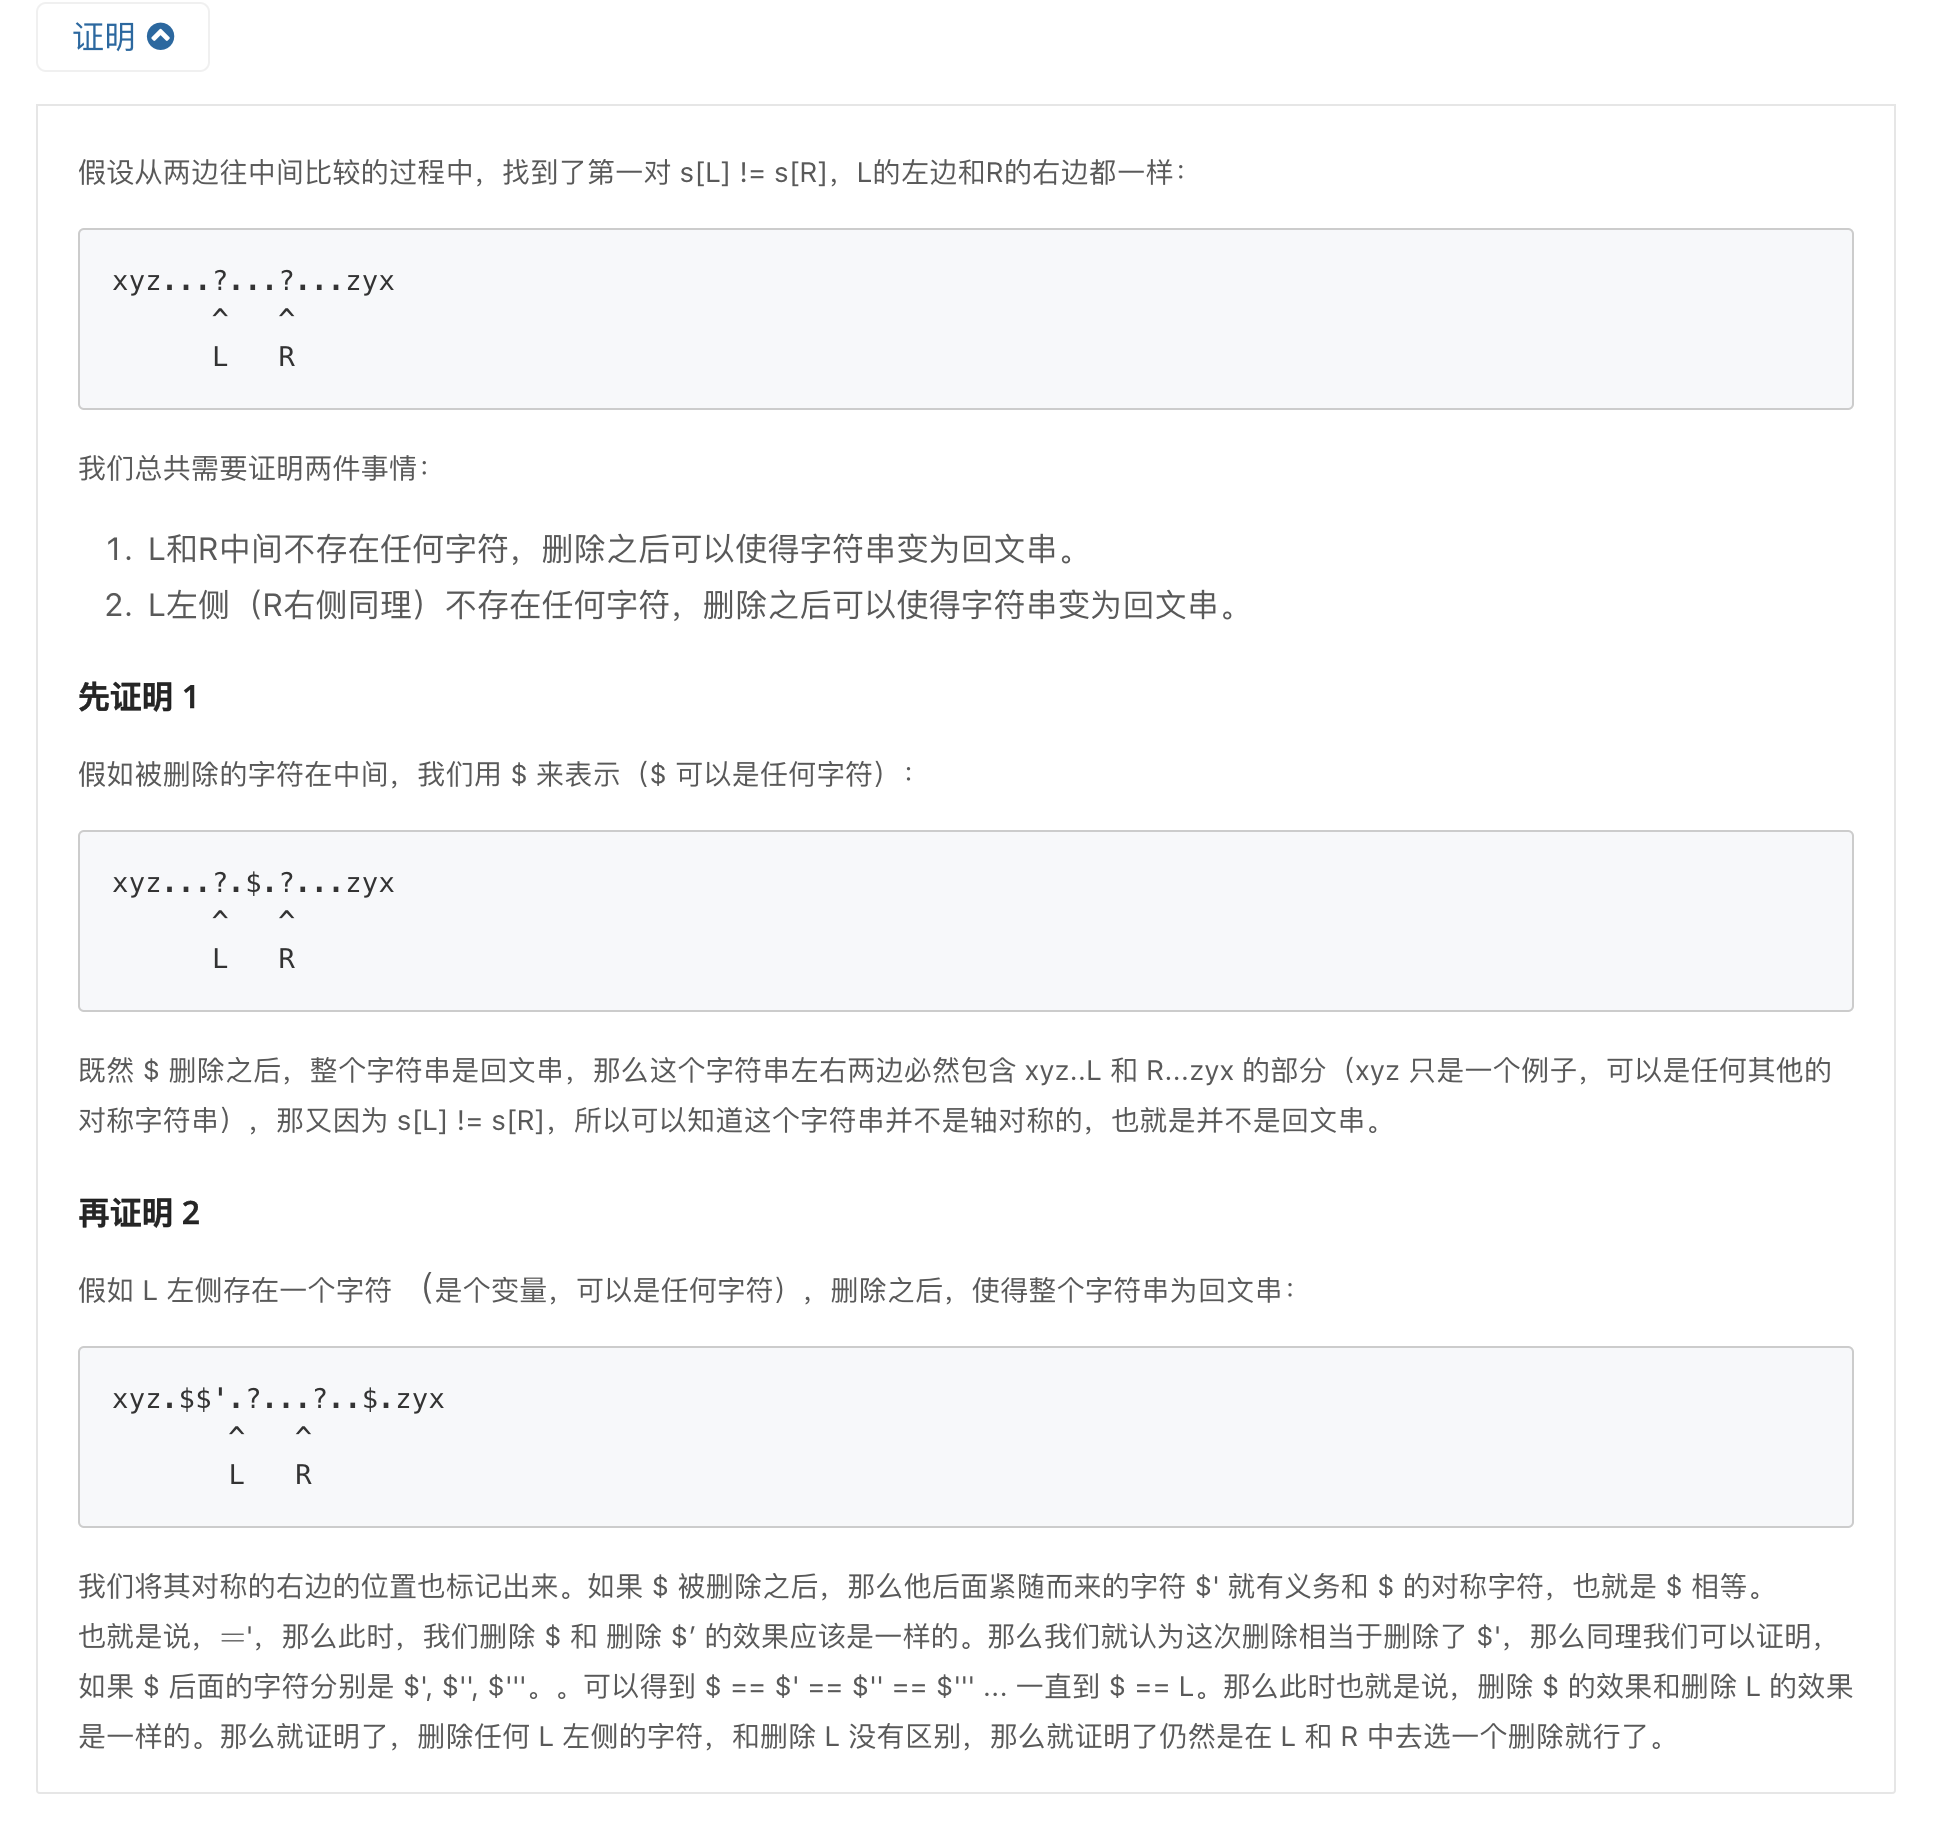 证明
假设从两边往中间比较的过程中，找到了第一对 s[L] != s[R]，L的左边和R的右边都一样：
xyz...?...?...zyx
      ^   ^
      L   R
我们总共需要证明两件事情：
1. L和R中间不存在任何字符，删除之后可以使得字符串变为回文串。
2. L左侧（R右侧同理）不存在任何字符，删除之后可以使得字符串变为回文串。
先证明 1
假如被删除的字符在中间，我们用 $ 来表示（$ 可以是任何字符）：
xyz...?.$.?...zyx
      ^   ^
      L   R
既然 $ 删除之后，整个字符串是回文串，那么这个字符串左右两边必然包含 xyz..L 和 R...zyx 的部分（xyz 只是一个例子，可以是任何其他的
对称字符串），那又因为 s[L] != s[R]，所以可以知道这个字符串并不是轴对称的，也就是并不是回文串。
再证明 2
假如 L 左侧存在一个字符 （是个变量，可以是任何字符），删除之后，使得整个字符串为回文串：
xyz.$$'.?...?..$.zyx
       ^   ^
       L   R
我们将其对称的右边的位置也标记出来。如果 $ 被删除之后，那么他后面紧随而来的字符 $' 就有义务和 $ 的对称字符，也就是 $ 相等。
也就是说，=='，那么此时，我们删除 $ 和 删除 $’ 的效果应该是一样的。那么我们就认为这次删除相当于删除了 $'，那么同理我们可以证明，
如果 $ 后面的字符分别是 $', $'', $'''。。可以得到 $ == $' == $'' == $''' ... 一直到 $ == L。那么此时也就是说，删除 $ 的效果和删除 L 的效果
是一样的。那么就证明了，删除任何 L 左侧的字符，和删除 L 没有区别，那么就证明了仍然是在 L 和 R 中去选一个删除就行了。